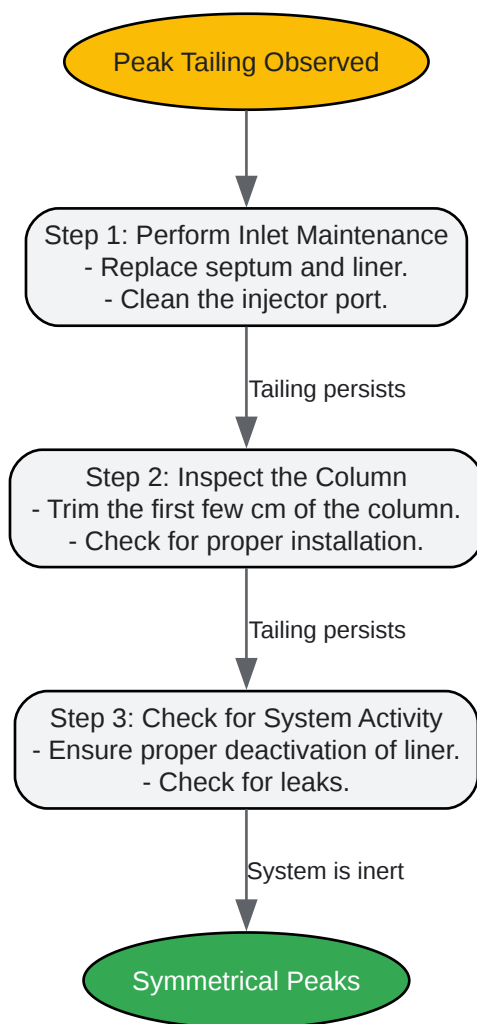 Peak Tailing Observed
Step 1: Perform Inlet Maintenance
- Replace septum and liner.
- Clean the injector port.
Tailing persists
Step 2: Inspect the Column
- Trim the first few cm of the column.
- Check for proper installation.
Tailing persists
Step 3: Check for System Activity
- Ensure proper deactivation of liner.
- Check for leaks.
System is inert
Symmetrical Peaks